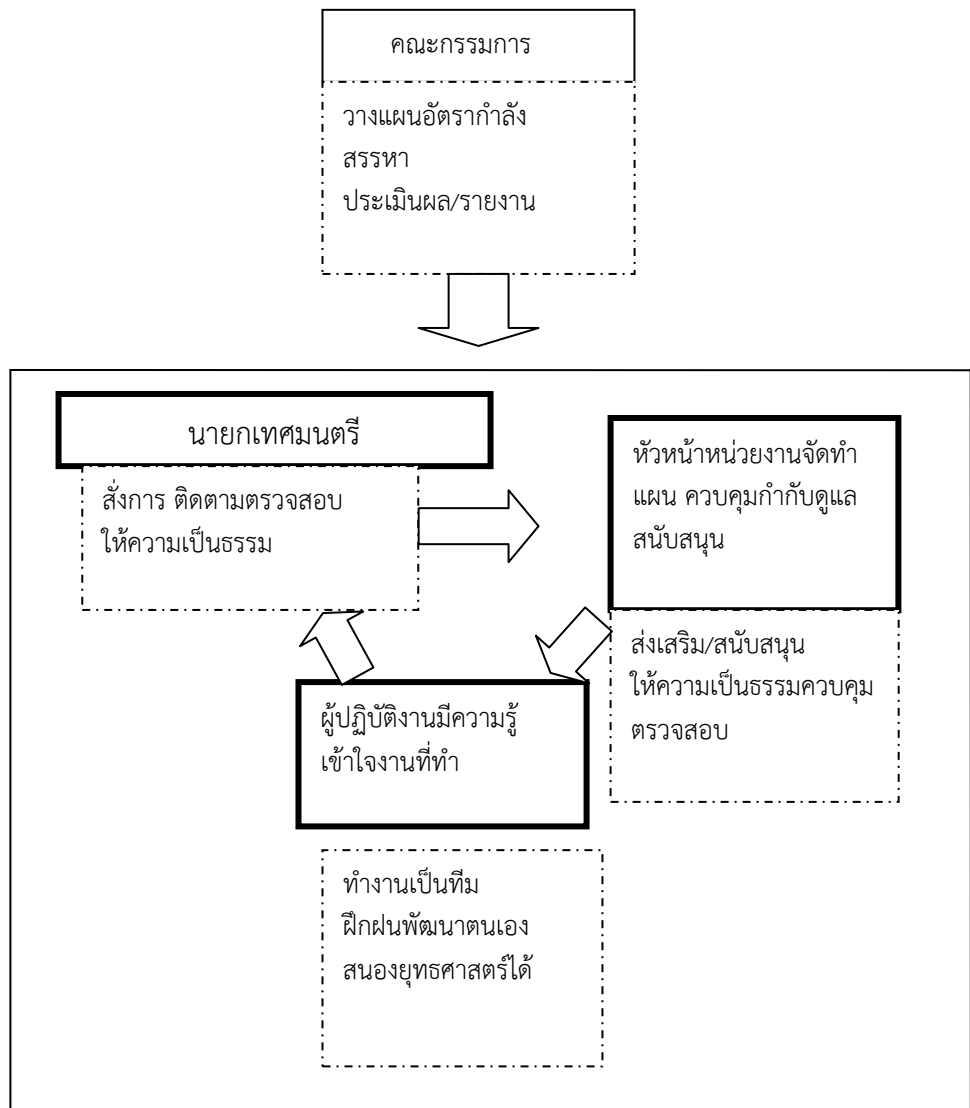 คณะกรรมการ
วางแผนอัตรากำลัง
สรรหา
ประเมินผล/รายงาน
นายกเทศมนตรี
สั่งการ ติดตามตรวจสอบ
ให้ความเป็นธรรม
หัวหน้าหน่วยงานจัดทำ
แผน ควบคุมกำกับดูแล
สนับสนุน
ส่งเสริม/สนับสนุน
ให้ความเป็นธรรมควบคุม
ตรวจสอบ
ผู้ปฏิบัติงานมีความรู้
เข้าใจงานที่ทำ
ทำงานเป็นทีม
ฝึกฝนพัฒนาตนเอง
สนองยุทธศาสตร์ได้